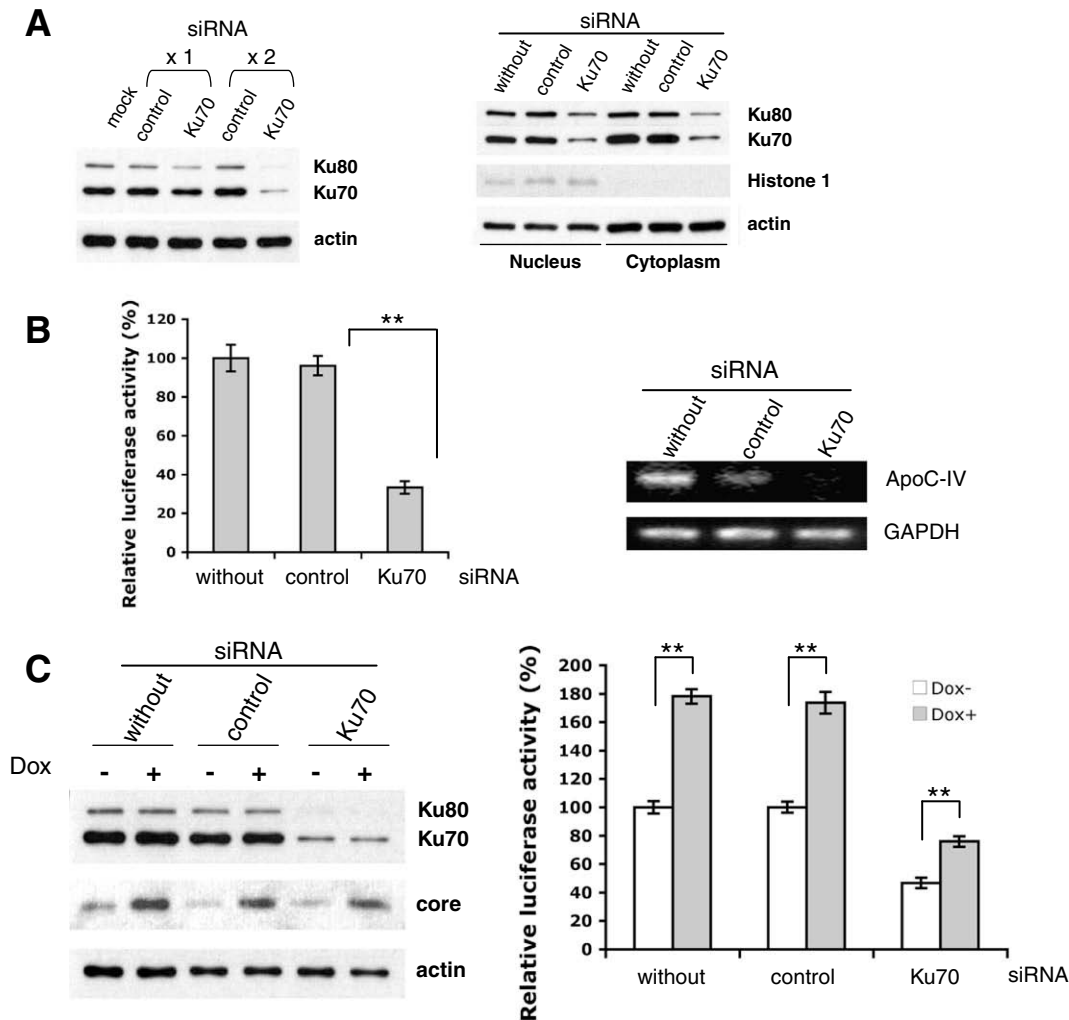 A
siRNA
x 1
x 2
mock
control
Ku70
control
Ku70
Ku80
Ku70
actin
siRNA
without
control
Ku70
without
control
Ku70
Ku80
Ku70
Histone 1
actin
Nucleus
Cytoplasm
B
Relative luciferase activity (%)
120
100
80
60
40
20
0
**
without
control
Ku70
siRNA
siRNA
without
control
Ku70
ApoC-IV
GAPDH
C
siRNA
without
control
Ku70
Dox
- + - + - +
Ku80
Ku70
core
actin
Relative luciferase activity (%)
200
180
160
140
120
100
80
60
40
20
0
**
**
**
Dox-
Dox+
without
control
Ku70
siRNA